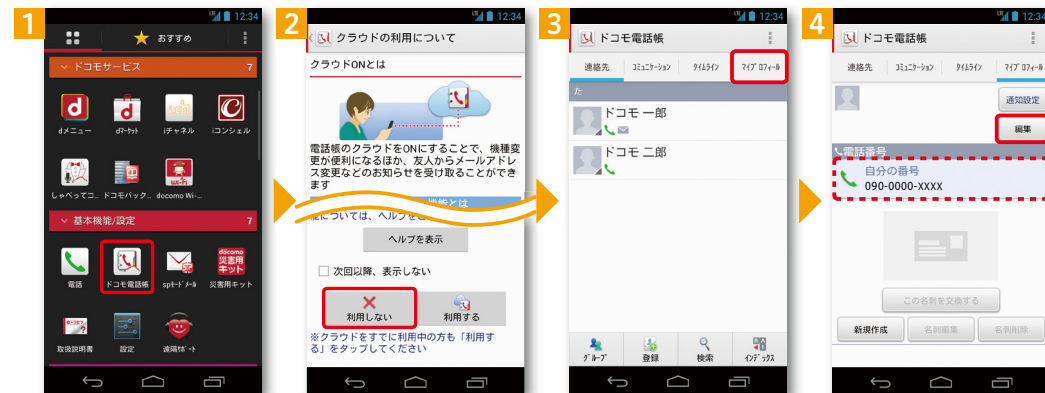 1
12:34
おすすめ
ドコモサービス 7
dメニュー dマーケット iチャネル iコンシェル
しゃべってコ.. ドコモバック.. docomo Wi-..
基本機能/設定 7
電話 ドコモ電話帳 spモードメール 災害用キット
取扱説明書 設定 遠隔サポート
2
12:34
クラウドの利用について
クラウドONとは
電話帳のクラウドをONにすることで、機種変
更が便利になるほか、友人からメールアドレ
ス変更などのお知らせを受け取ることができ
ます
機能とは
能については、ヘルプをご
ヘルプを表示
次回以降、表示しない
利用しない 利用する
※クラウドをすでに利用中の方も「利用す
る」をタップしてください
3
12:34
ドコモ電話帳
連絡先 コミュニケーション タイムライン マイプロフィール
た
ドコモ 一郎
ドコモ 二郎
グループ 登録 検索 インデックス
4
12:34
ドコモ電話帳
連絡先 コミュニケーション タイムライン マイプロフィール
通知設定
編集
電話番号
自分の番号
090-0000-XXXX
この名刺を交換する
新規作成 名刺編集 名刺削除